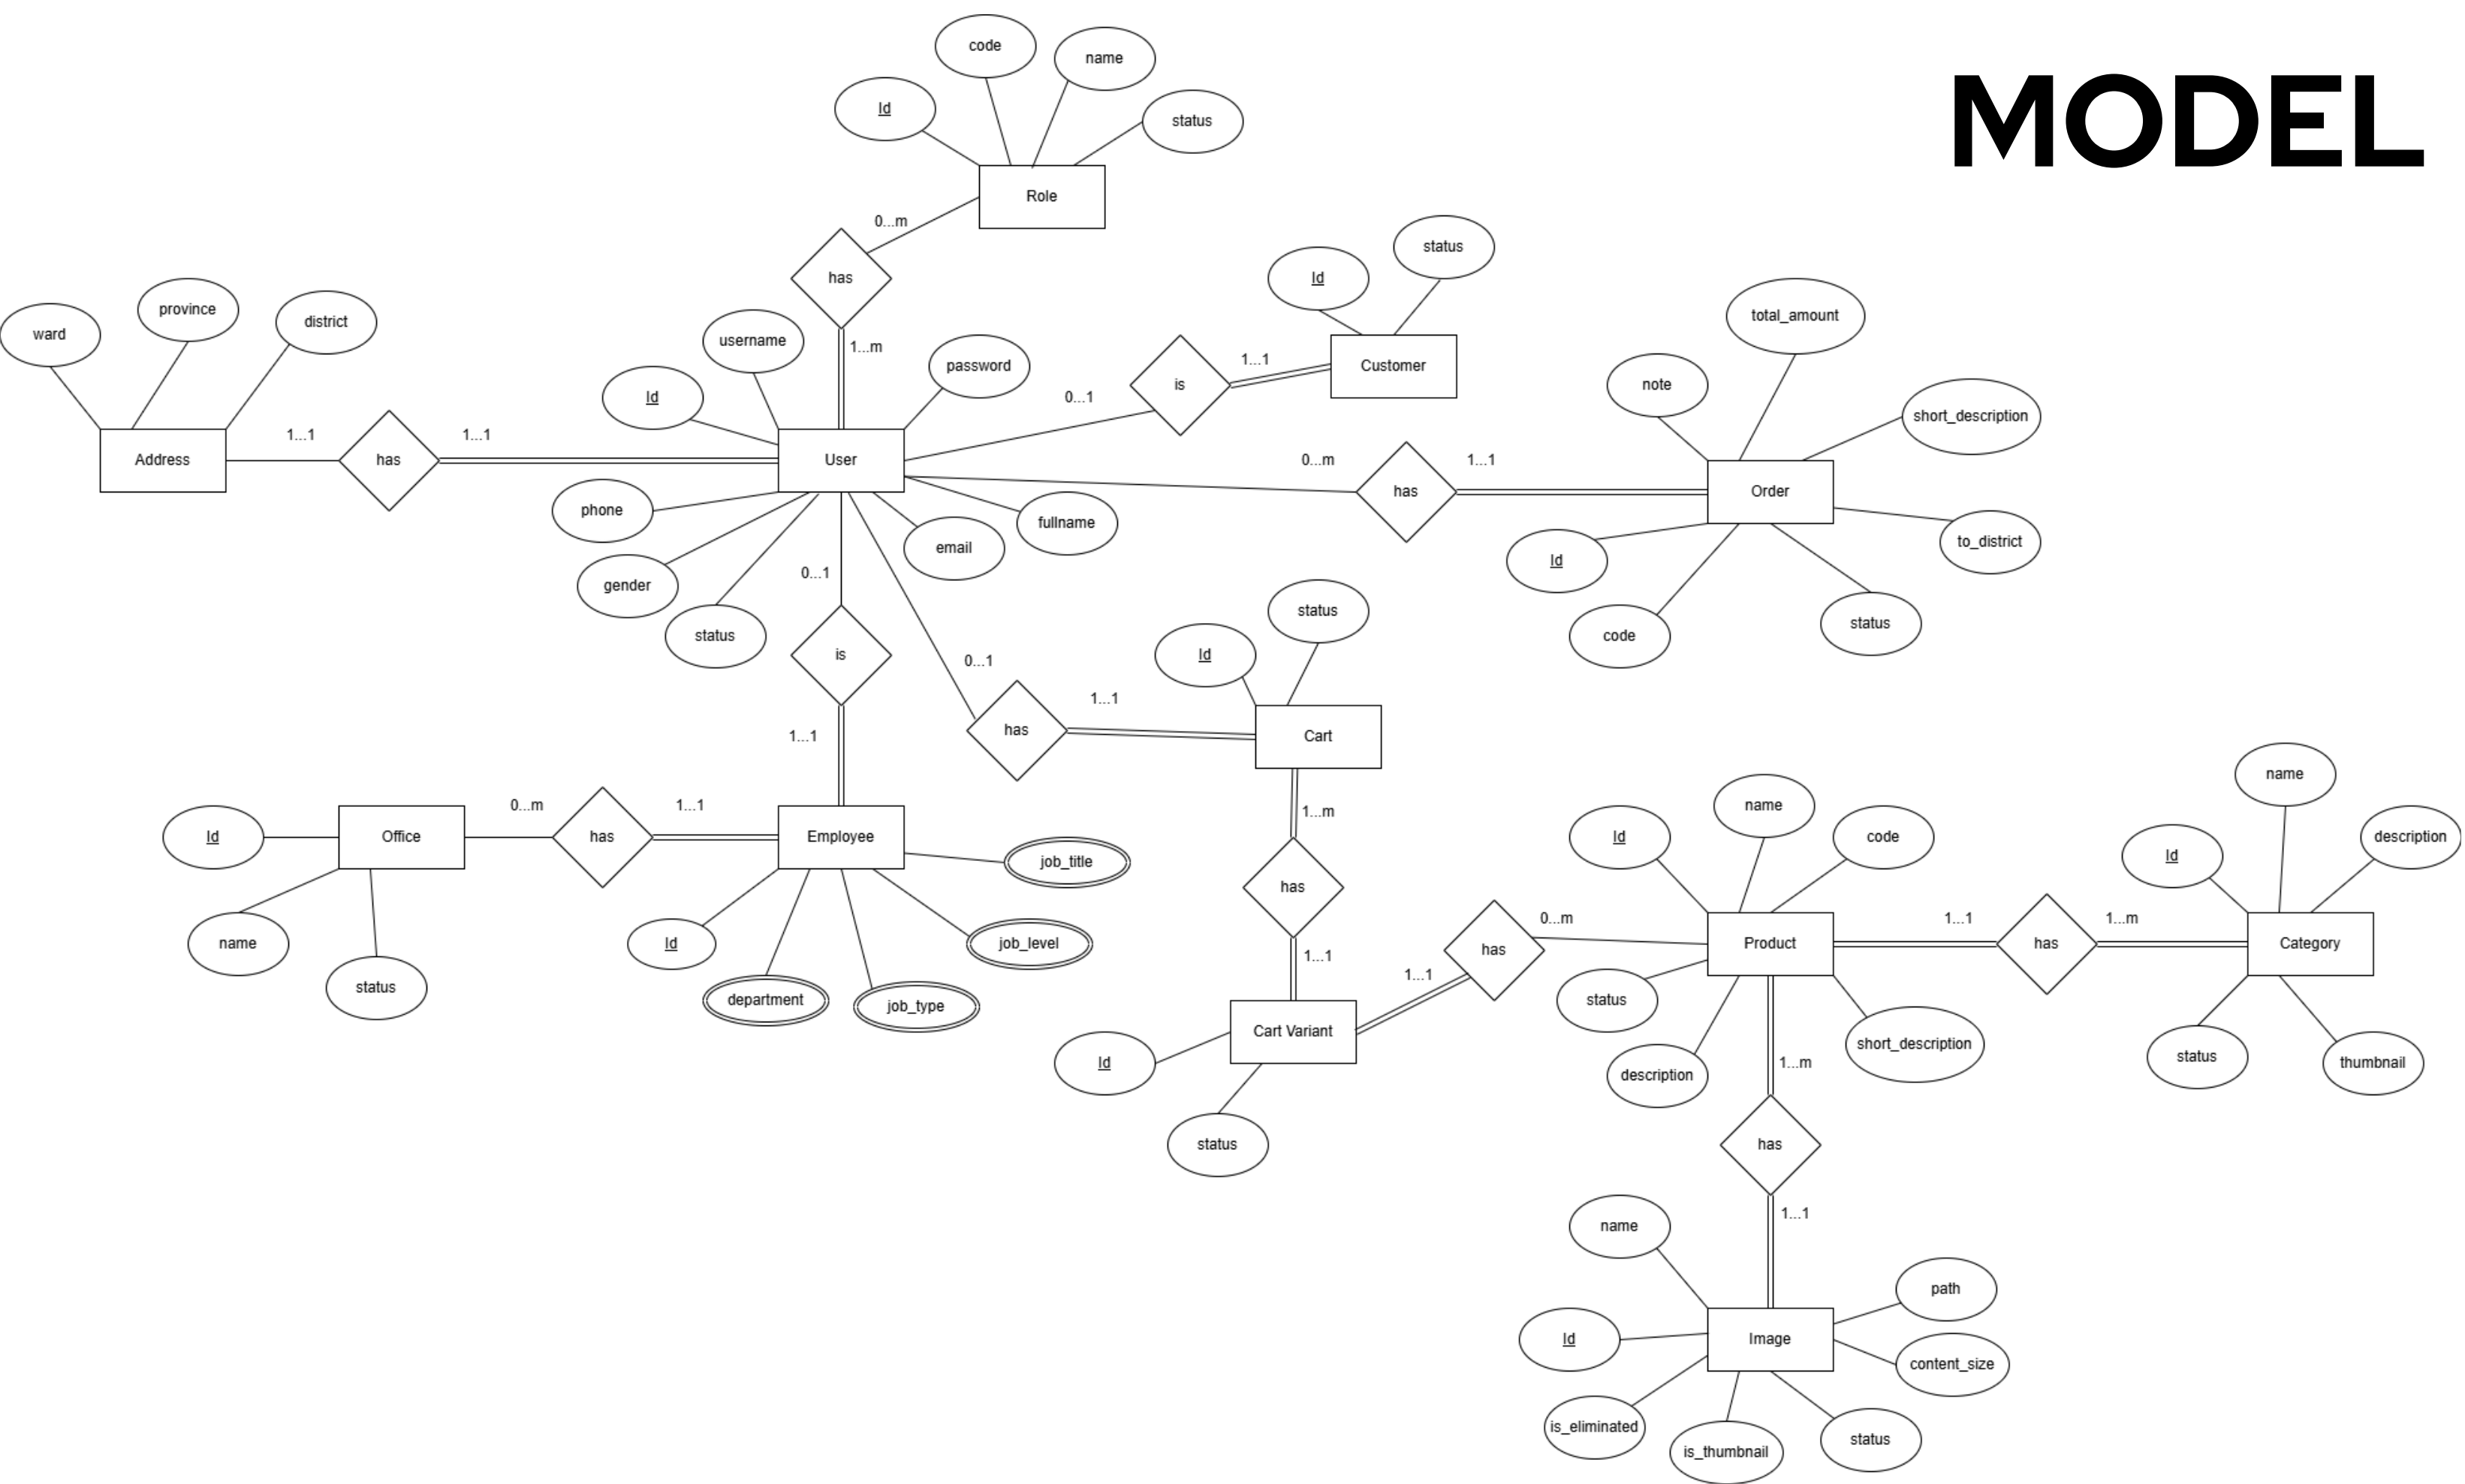 MODEL
code
name
Id
status
Role
0...m
has
1...m
ward
province
district
Address
1...1
has
1...1
username
Id
password
User
phone
gender
status
email
fullname
0...1
is
1...1
Customer
Id
status
0...m
has
1...1
Order
note
total_amount
short_description
to_district
Id
code
status
0...1
is
1...1
0...1
has
1...1
Cart
Id
status
1...m
has
1...1
Cart Variant
Id
status
Office
Id
name
status
0...m
has
1...1
Employee
job_title
job_level
Id
department
job_type
1...1
has
0...m
Product
Id
name
code
status
description
short_description
1...1
has
1...m
Category
Id
name
description
status
thumbnail
1...m
has
1...1
Image
name
Id
path
content_size
is_eliminated
is_thumbnail
status